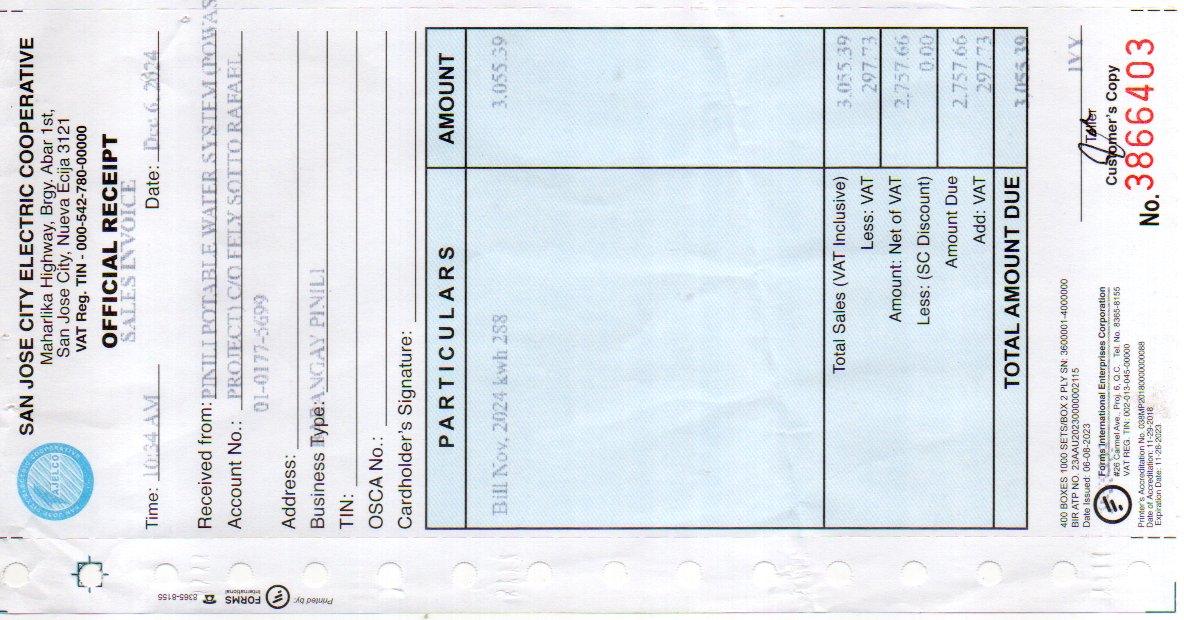 SAN JOSE CITY ELECTRIC COOPERATIVE
Maharlika Highway, Brgy. Abar 1st,
San Jose City, Nueva Ecija 3121
VAT Reg. TIN - 000-542-780-00000
OFFICIAL RECEIPT
SALES INVOICE
Time: 10:34 AM Date: Dec 6, 2024
Received from: PINILI POTABLE WATER SYSTEM (POWAS
Account No.: PROJECT) C/O FELY SOTTO RAFAEL
01-0177-5699
Address:
Business Type: BARANGAY PINILI
TIN:
OSCA No.:
Cardholder's Signature:
PARTICULARS AMOUNT
Bill Nov, 2024 kwh 288 3,055.39
Total Sales (VAT Inclusive) 3,055.39
Less: VAT 297.73
Amount: Net of VAT 2,757.66
Less: (SC Discount) 0.00
Amount Due 2,757.66
Add: VAT 297.73
TOTAL AMOUNT DUE 3,055.39
400 BOXES 1000 SETS/BOX 2 PLY SN: 3600001-4000000
BIR ATP NO. 23AAU20230000002115
Date Issued: 06-08-2023
IVY
Teller
Forms International Enterprises Corporation
#26 Carmel Ave., Proj. 6, Q.C. Tel. No. 8365-8155
VAT REG. TIN: 002-013-045-00000
Customer's Copy
Printer's Accreditation No. 038MP20180000000088
Date of Accreditation: 11-29-2018
Expiration Date: 11-28-2023
No. 3866403
Printed by:
FORMS
International
8365-8155